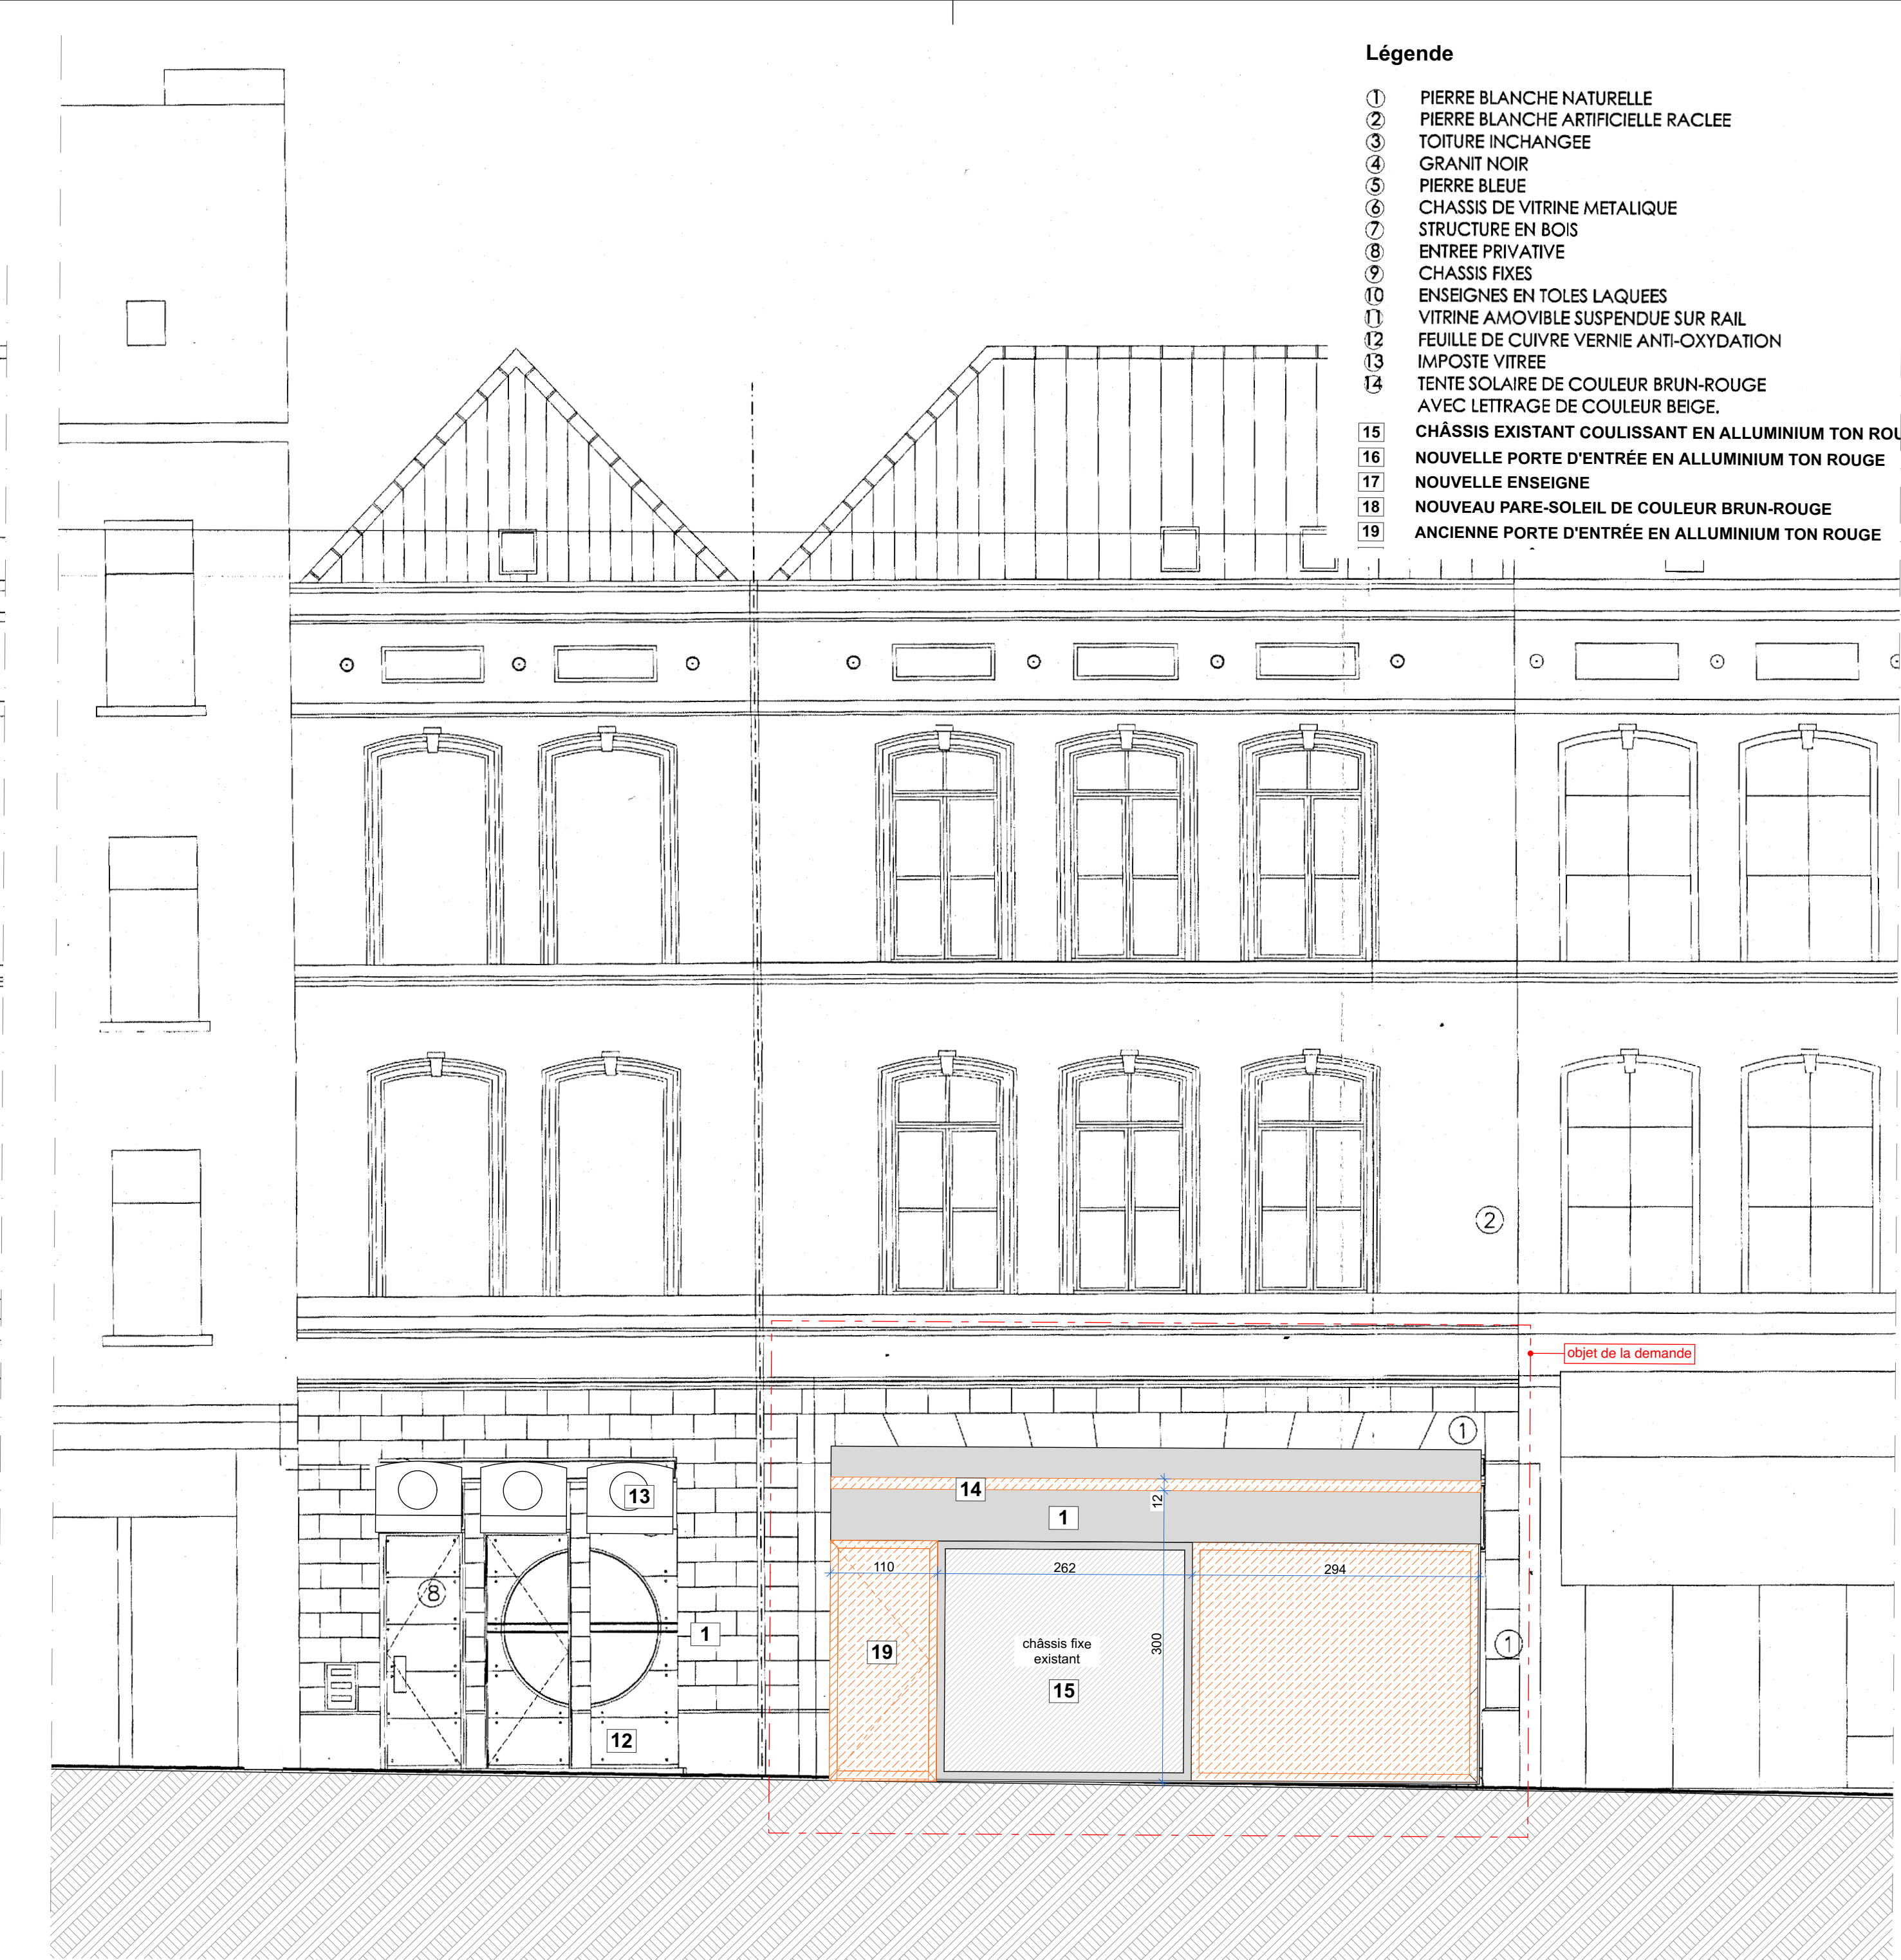 Légende
1 PIERRE BLANCHE NATURELLE
2 PIERRE BLANCHE ARTIFICIELLE RACLEE
3 TOITURE INCHANGEE
4 GRANIT NOIR
5 PIERRE BLEUE
6 CHASSIS DE VITRINE METALIQUE
7 STRUCTURE EN BOIS
8 ENTREE PRIVATIVE
9 CHASSIS FIXES
10 ENSEIGNES EN TOLES LAQUEES
11 VITRINE AMOVIBLE SUSPENDUE SUR RAIL
12 FEUILLE DE CUIVRE VERNIE ANTI-OXYDATION
13 IMPOSTE VITREE
14 TENTE SOLAIRE DE COULEUR BRUN-ROUGE
AVEC LETTRAGE DE COULEUR BEIGE.
15 CHÂSSIS EXISTANT COULISSANT EN ALLUMINIUM TON ROU
16 NOUVELLE PORTE D'ENTRÉE EN ALLUMINIUM TON ROUGE
17 NOUVELLE ENSEIGNE
18 NOUVEAU PARE-SOLEIL DE COULEUR BRUN-ROUGE
19 ANCIENNE PORTE D'ENTRÉE EN ALLUMINIUM TON ROUGE
2
objet de la demande
1
13
14
12
1
110
262
294
8
1
19
châssis fixe
existant
300
1
15
12